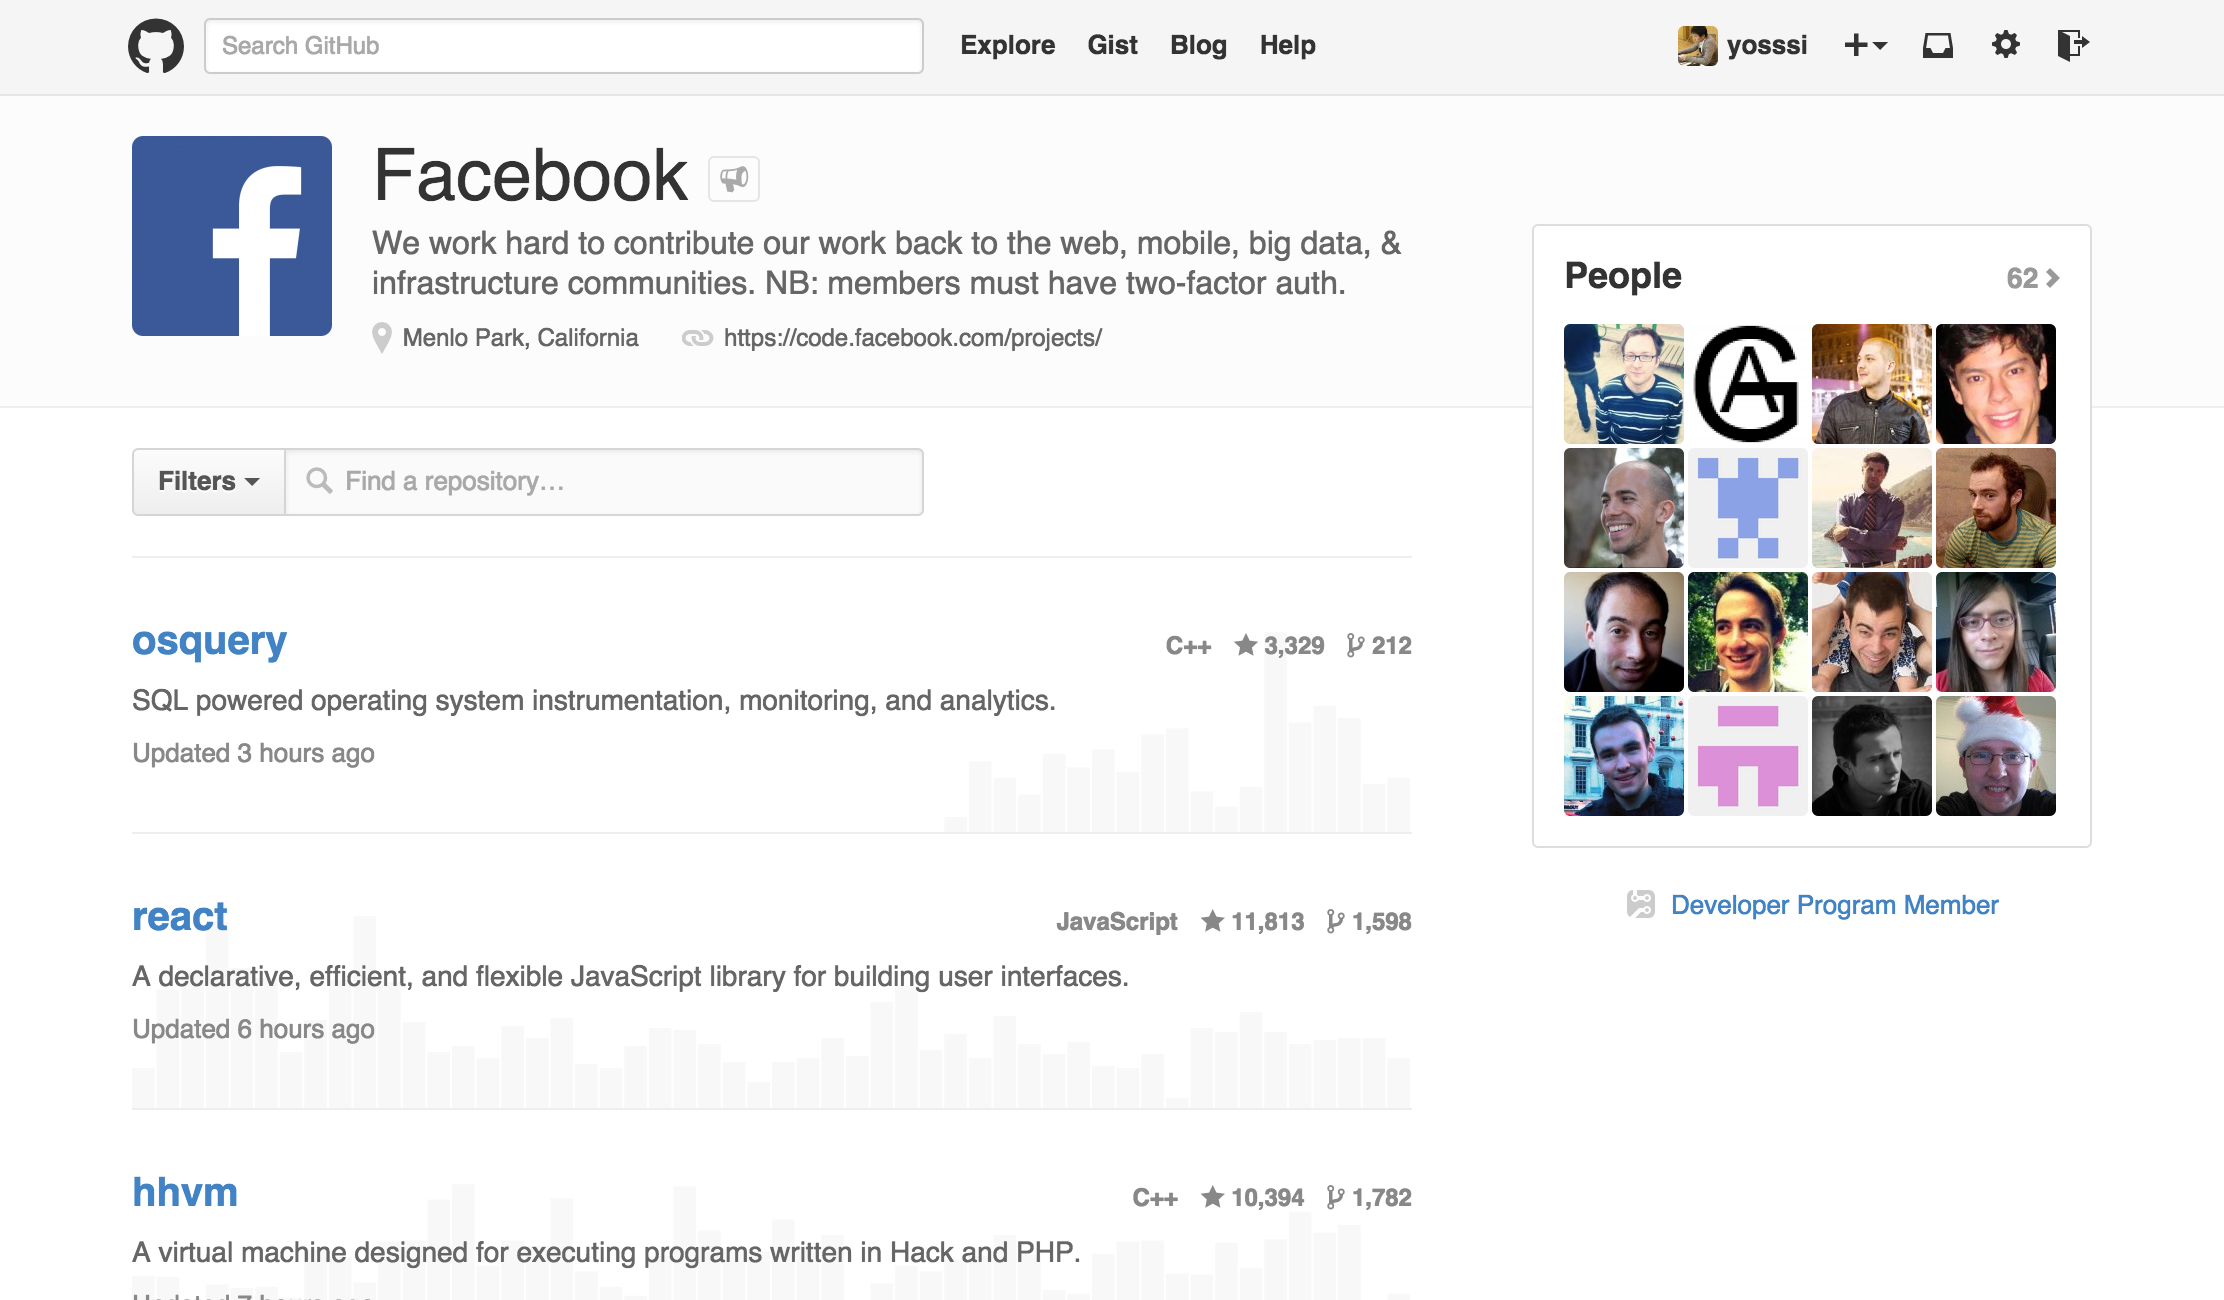 Search GitHub
Explore Gist Blog Help
yosssi
Facebook
We work hard to contribute our work back to the web, mobile, big data, &
infrastructure communities. NB: members must have two-factor auth.
Menlo Park, California https://code.facebook.com/projects/
Filters Find a repository…
osquery
C++ 3,329 212
SQL powered operating system instrumentation, monitoring, and analytics.
Updated 3 hours ago
react
JavaScript 11,813 1,598
A declarative, efficient, and flexible JavaScript library for building user interfaces.
Updated 6 hours ago
hhvm
C++ 10,394 1,782
A virtual machine designed for executing programs written in Hack and PHP.
Updated 7 hours ago
People 62
AG
Developer Program Member